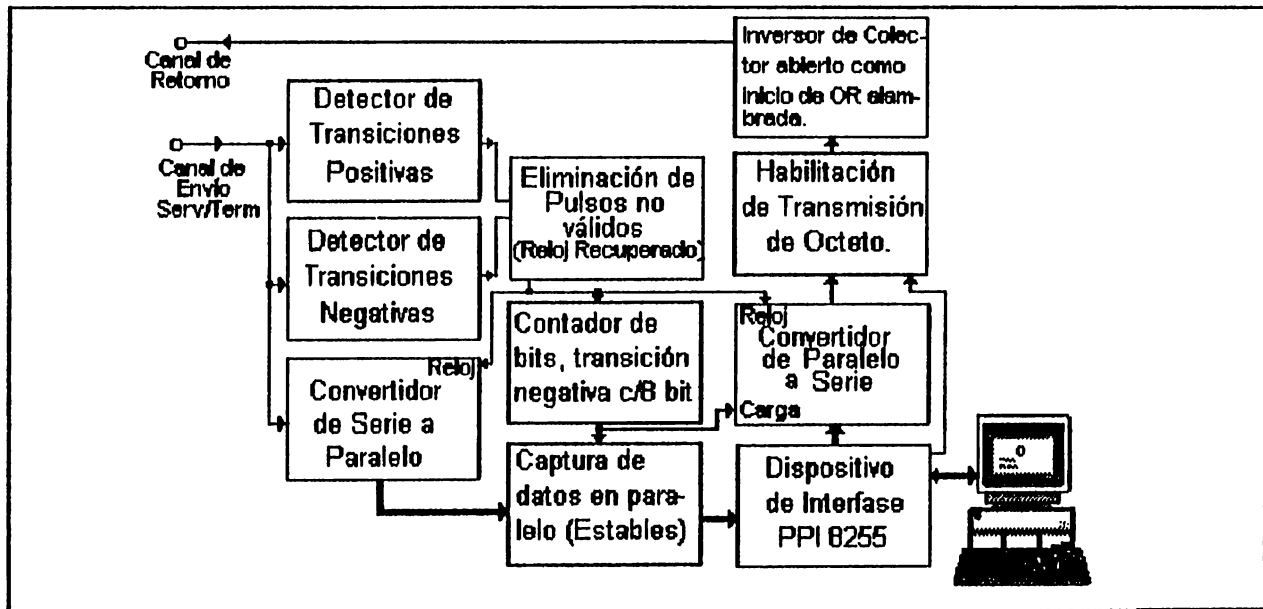 Canal de
Retorno
Canal de
Envío
Serv/Term
Detector de
Transiciones
Positivas
Detector de
Transiciones
Negativas
Reloj
Convertidor
de Serie a
Paralelo
Eliminación de
Pulsos no
válidos
(Reloj Recuperado)
Contador de
bits, transición
negativa c/8 bit
Captura de
datos en para-
lelo (Estables)
Inversor de Colec-
tor abierto como
inicio de OR alam-
brada.
Habilitación
de Transmisión
de Octeto.
Reloj
Convertidor
de Paralelo
a Serie
Carga
Dispositivo
de Interfase
PPI 8255